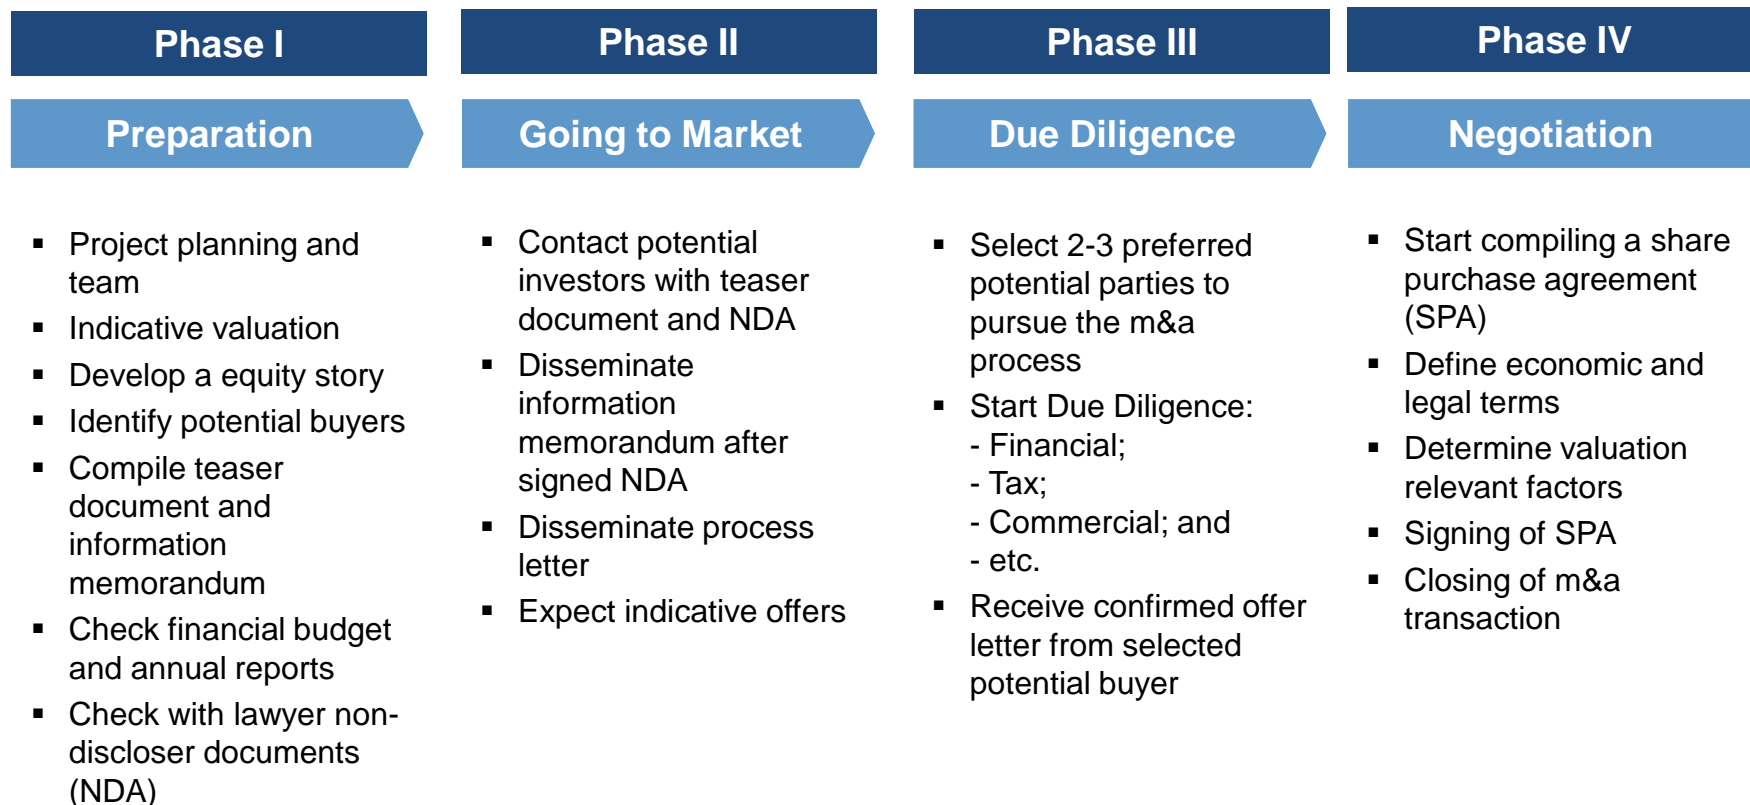 Phase I
Preparation
▪ Project planning and
team
▪ Indicative valuation
▪ Develop a equity story
▪ Identify potential buyers
▪ Compile teaser
document and
information
memorandum
▪ Check financial budget
and annual reports
▪ Check with lawyer non-
discloser documents
(NDA)
Phase II
Going to Market
▪ Contact potential
investors with teaser
document and NDA
▪ Disseminate
information
memorandum after
signed NDA
▪ Disseminate process
letter
▪ Expect indicative offers
Phase III
Due Diligence
▪ Select 2-3 preferred
potential parties to
pursue the m&a
process
▪ Start Due Diligence:
- Financial;
- Tax;
- Commercial; and
- etc.
▪ Receive confirmed offer
letter from selected
potential buyer
Phase IV
Negotiation
▪ Start compiling a share
purchase agreement
(SPA)
▪ Define economic and
legal terms
▪ Determine valuation
relevant factors
▪ Signing of SPA
▪ Closing of m&a
transaction